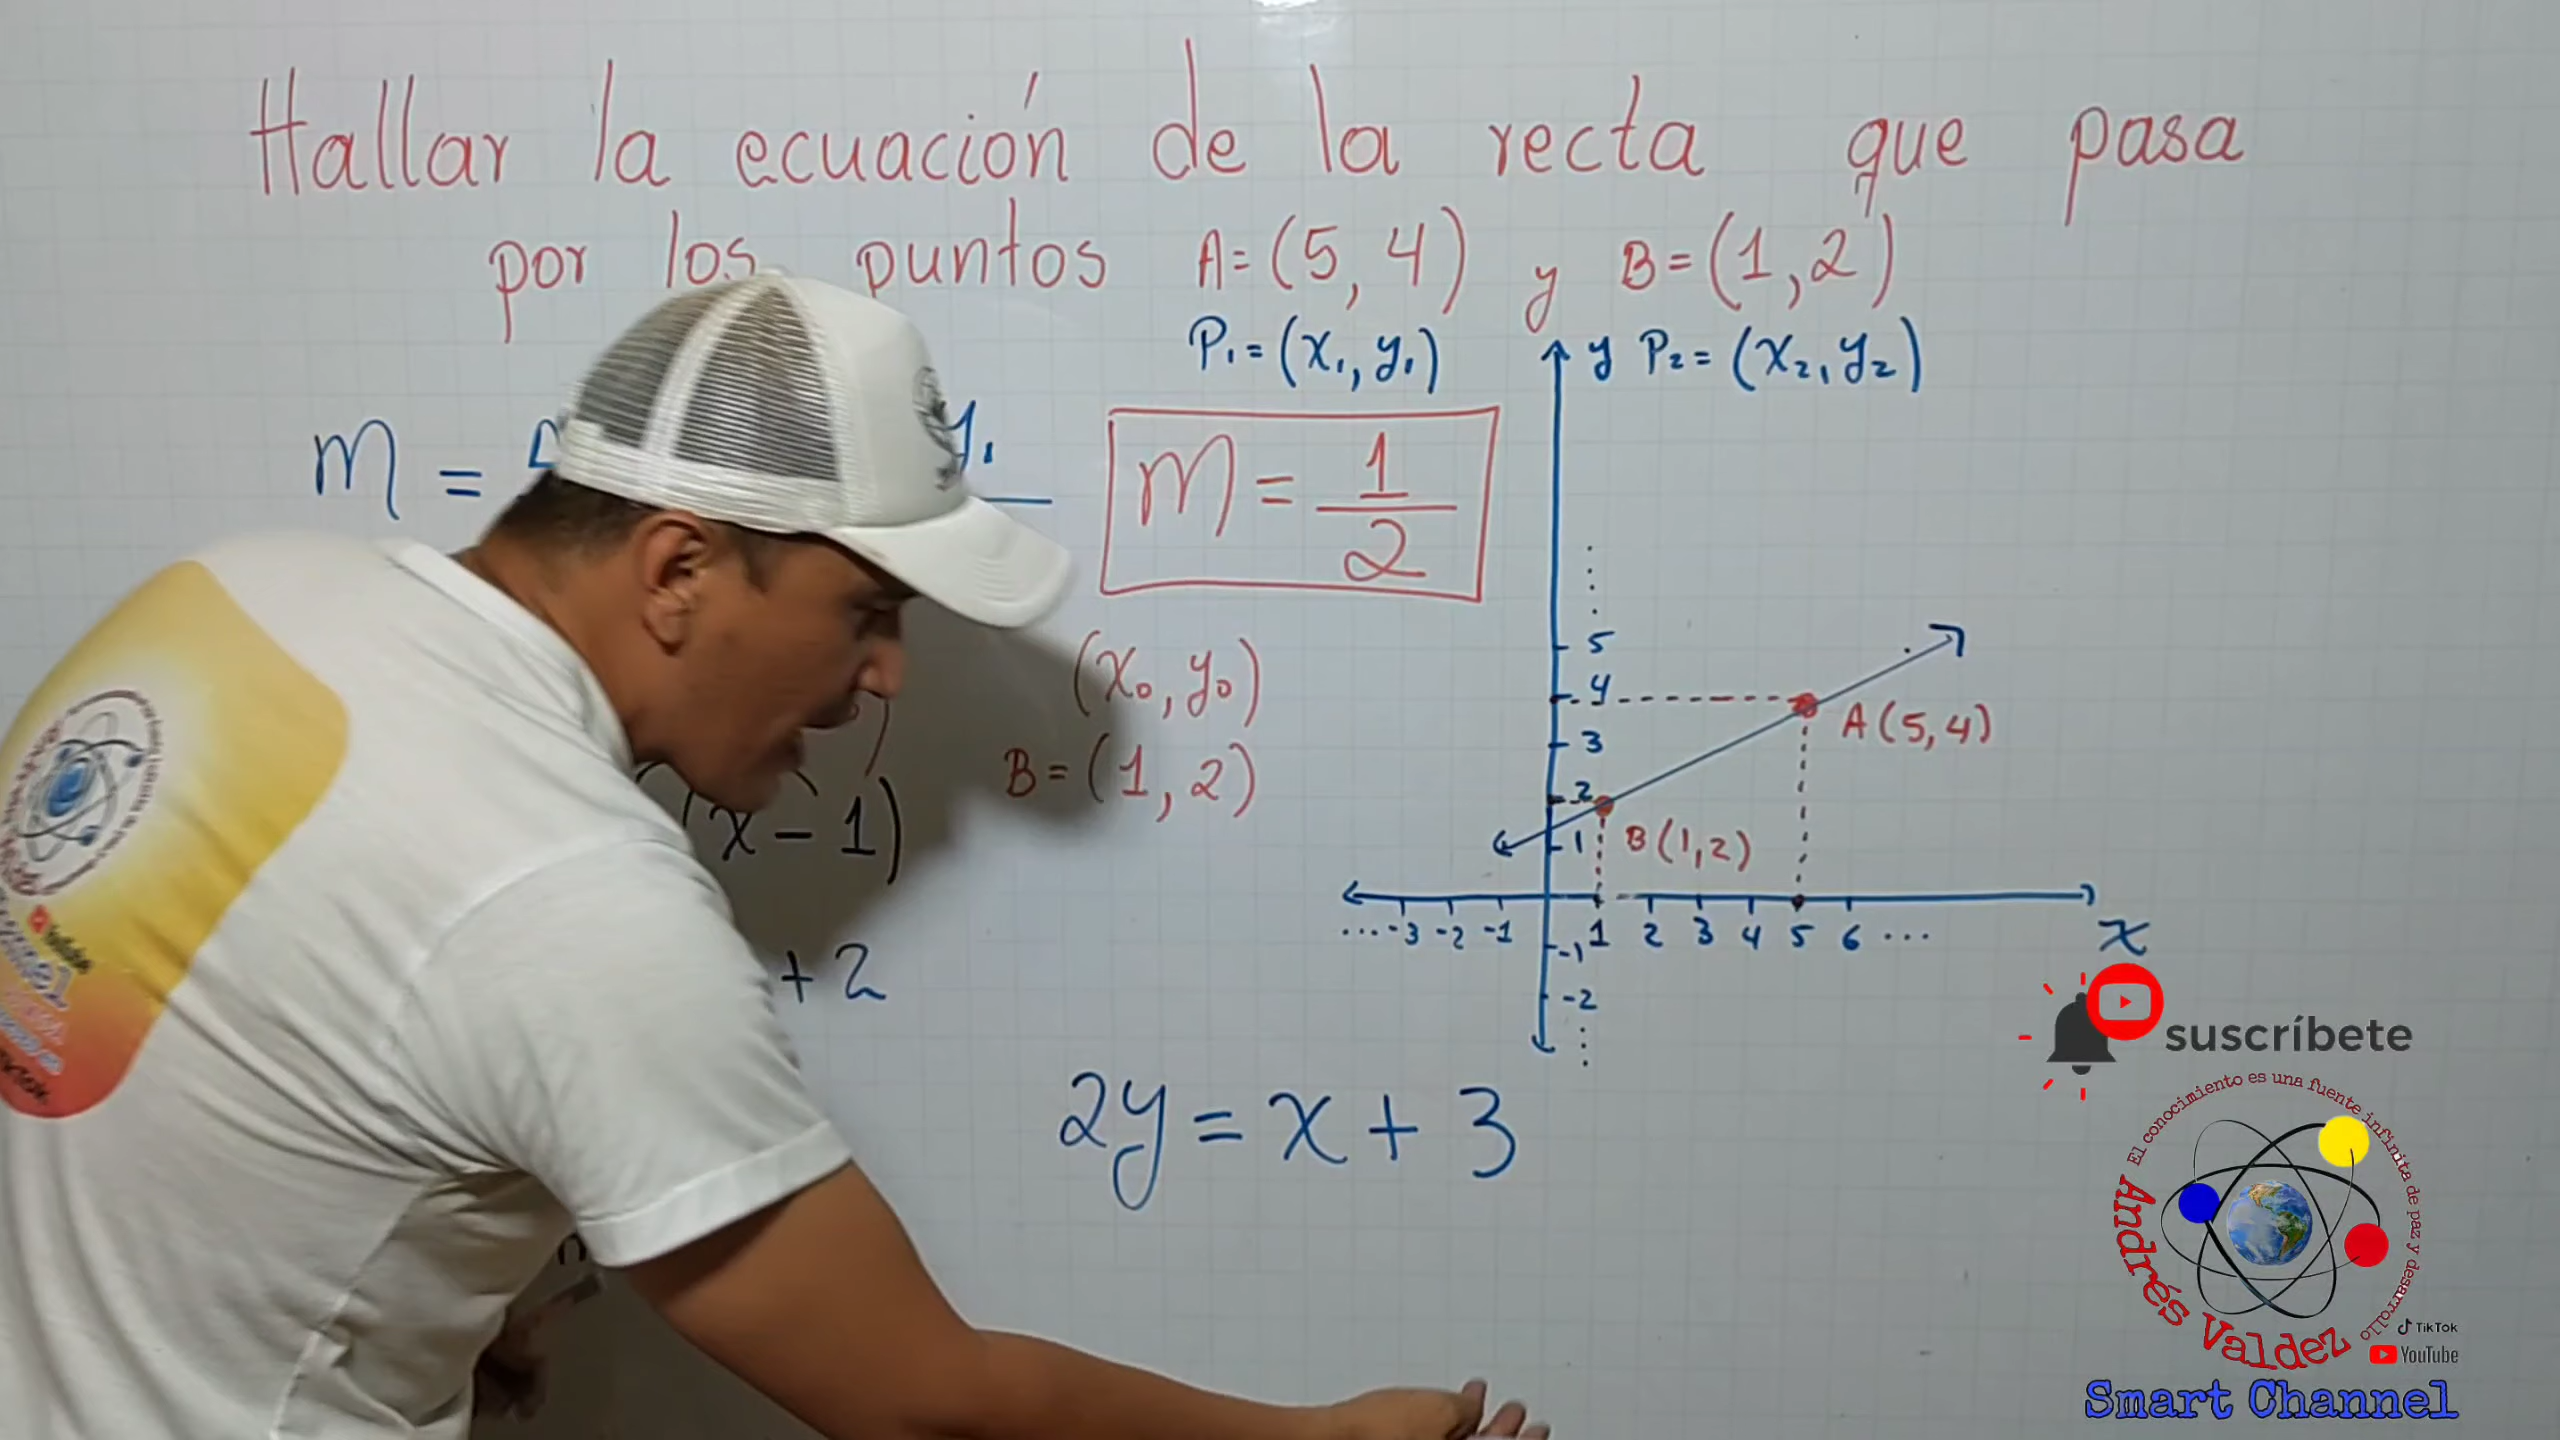 Hallar la ecuación de la recta que pasa
por los puntos A=(5,4) y B=(1,2)
P₁=(x₁,y₁)
y P₂=(x₂,y₂)
m =
y₁
m = 1/2
(x₀,y₀)
B=(1,2)
(x-1)
+2
5
4
3
2
1
A(5,4)
B(1,2)
...-3 -2 -1 1 2 3 4 5 6 ...
x
-1
-2
2y=x+3
suscríbete
El conocimiento es una fuente infinita de paz y desarrollo
Andrés Valdez
TikTok
YouTube
Smart Channel